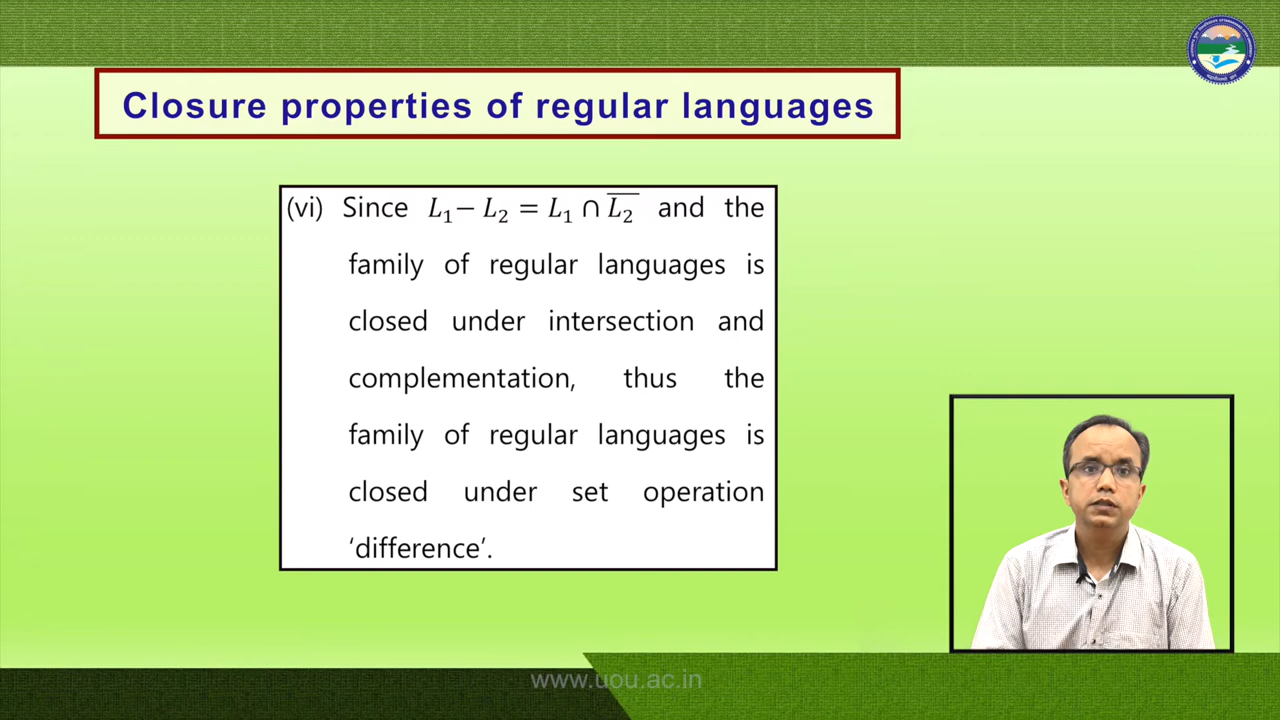 Closure properties of regular languages
(vi) Since L₁− L₂ = L₁ ∩ L̅₂̅ and the
family of regular languages is
closed under intersection and
complementation, thus the
family of regular languages is
closed under set operation
‘difference’.
www.uou.ac.in